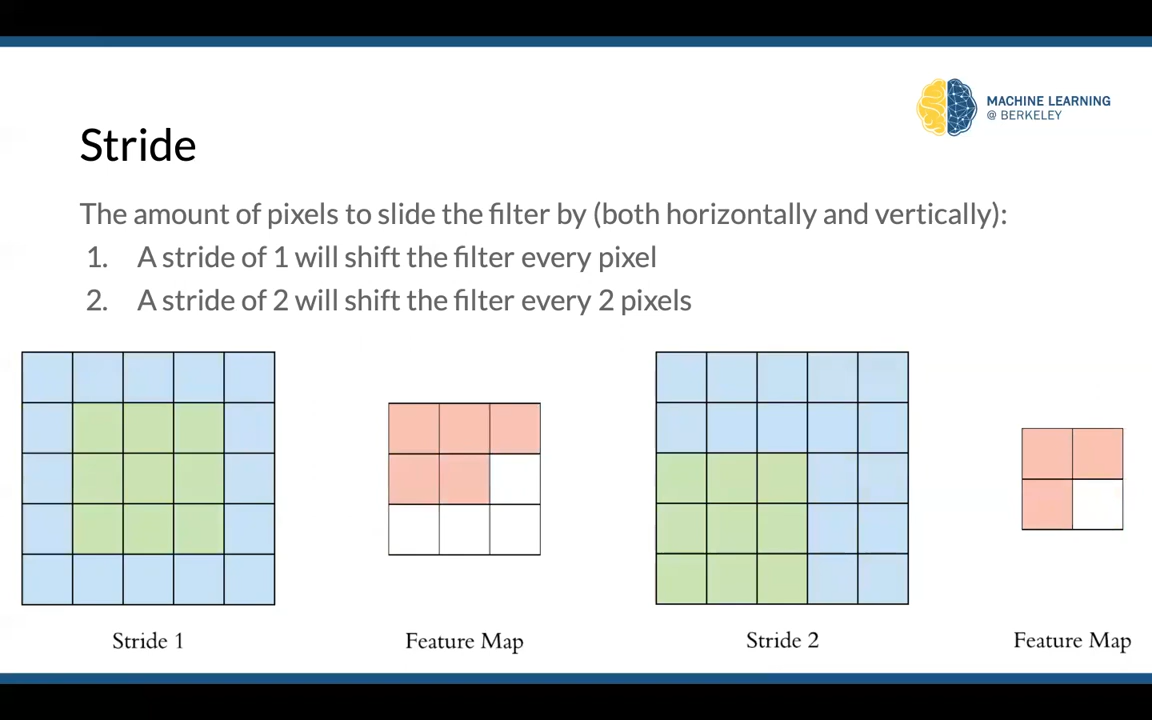 MACHINE LEARNING
@ BERKELEY
Stride
The amount of pixels to slide the filter by (both horizontally and vertically):
1. A stride of 1 will shift the filter every pixel
2. A stride of 2 will shift the filter every 2 pixels
Stride 1
Feature Map
Stride 2
Feature Map